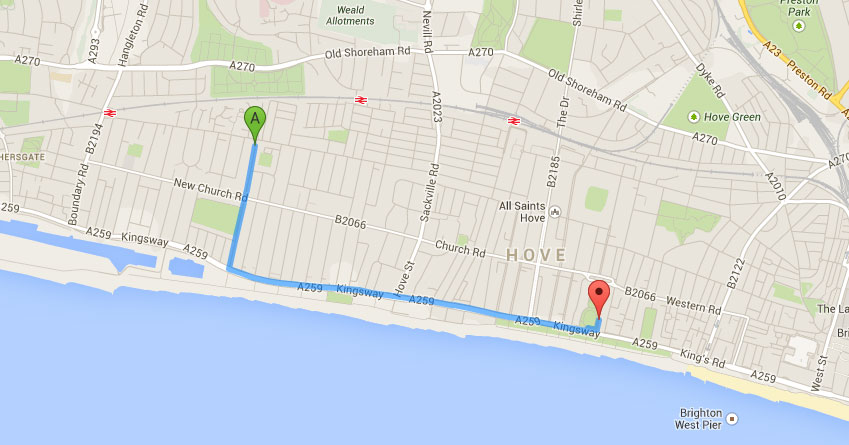 Weald
Allotments
Nevill Rd
Shirle
Preston
Park
A293
Hangleton Rd
A270
Old Shoreham Rd
A270
A270
A23
Preston Rd
Dyke Rd
Old Shoreham Rd
A2023
The Dr
Hove Green
A
B2194
A270
HERSGATE
Boundary Rd
New Church Rd
Sackville Rd
B2185
A2010
A259
All Saints
Hove
B2066
Kingsway
A259
Church Rd
HOVE
B2122
Hove St
A259
Kingsway
A259
B2066
Western Rd
A259
Kingsway
The La
Bri
A259
King's Rd
West St
A259
Brighton
West Pier